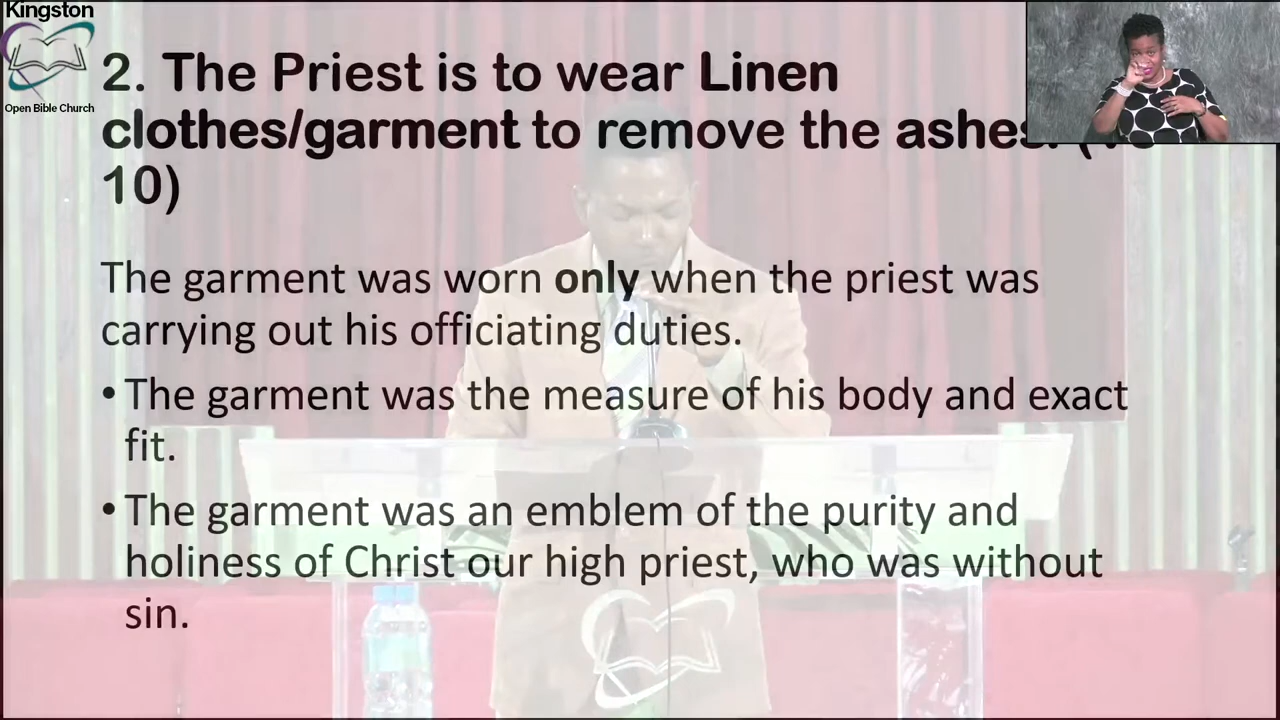 Kingston
Open Bible Church
2. The Priest is to wear Linen
clothes/garment to remove the ashes.
10)
The garment was worn only when the priest was
carrying out his officiating duties.
• The garment was the measure of his body and exact
fit.
• The garment was an emblem of the purity and
holiness of Christ our high priest, who was without
sin.